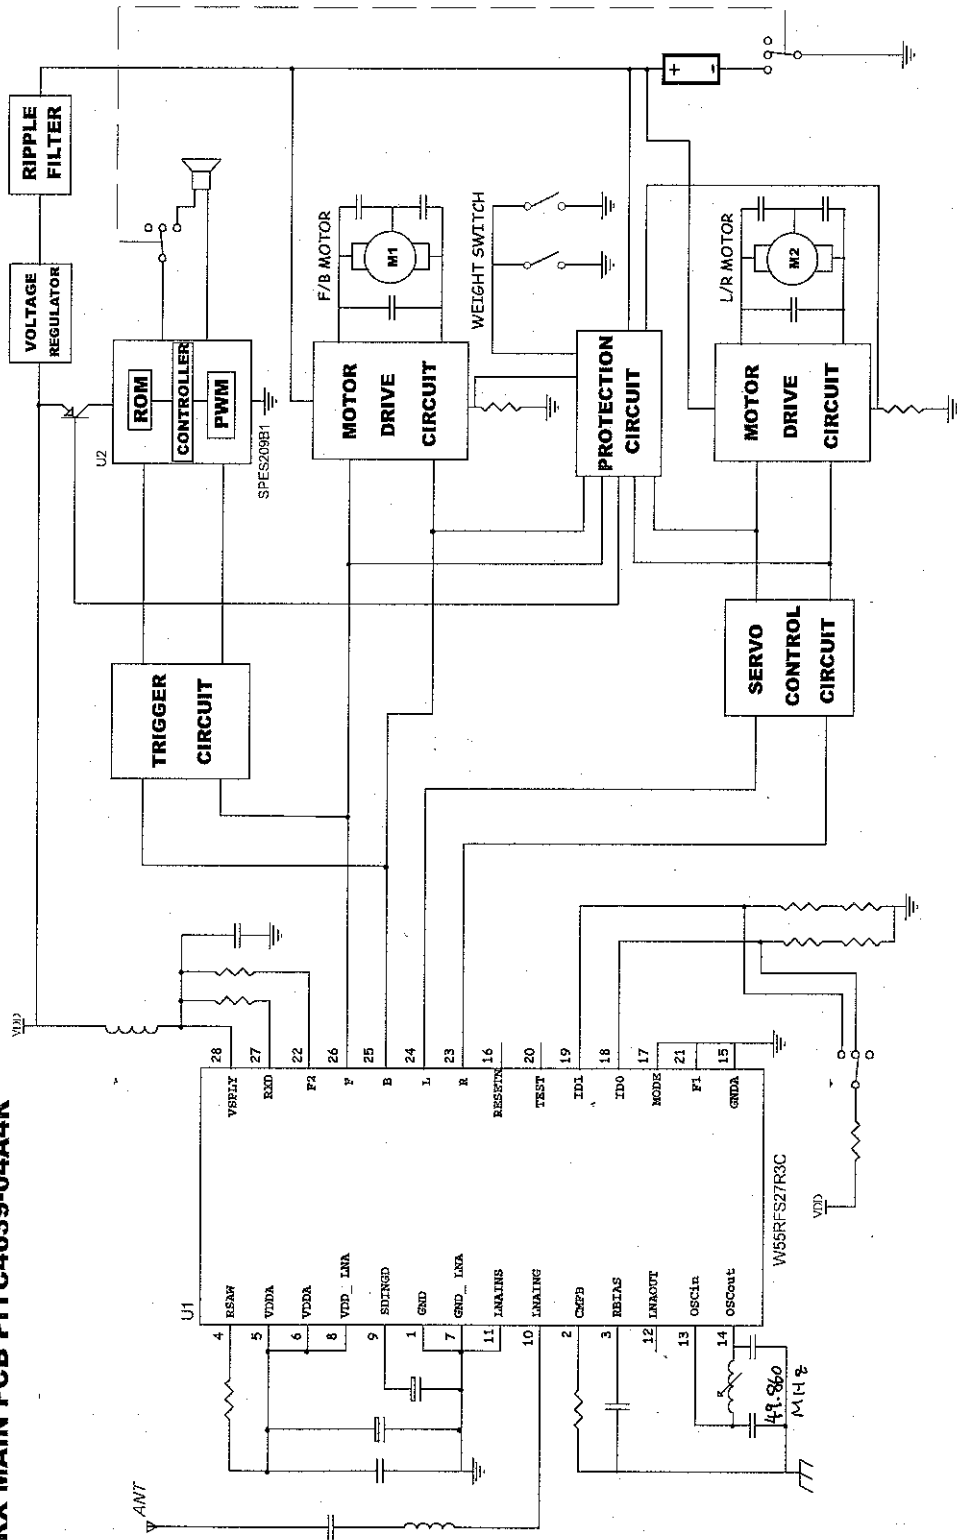 RX MAIN PCB
ANT
U1
4 RSAW
5 VDDA
6 VDDA
8 VDD_LNA
9 SDINGD
1 GND
7 GND_LNA
11 LNAINS
10 LNAING
2 CMPB
3 RBIAS
12 LNAOUT
13 OSCin
14 OSCout
49.860
MHz
VSPLY 28
RXD 27
F2 22
F 26
B 25
L 24
R 23
RESETN 16
TEST 20
ID1 19
ID0 18
MODE 17
F1 21
GNDA 15
W55RFS27R3C
VDD
VDD
TRIGGER
CIRCUIT
SERVO
CONTROL
CIRCUIT
U2
ROM
CONTROLLER
PWM
SPES209B1
VOLTAGE
REGULATOR
RIPPLE
FILTER
MOTOR
DRIVE
CIRCUIT
F/B MOTOR
M1
WEIGHT SWITCH
PROTECTION
CIRCUIT
MOTOR
DRIVE
CIRCUIT
L/R MOTOR
M2
+
-